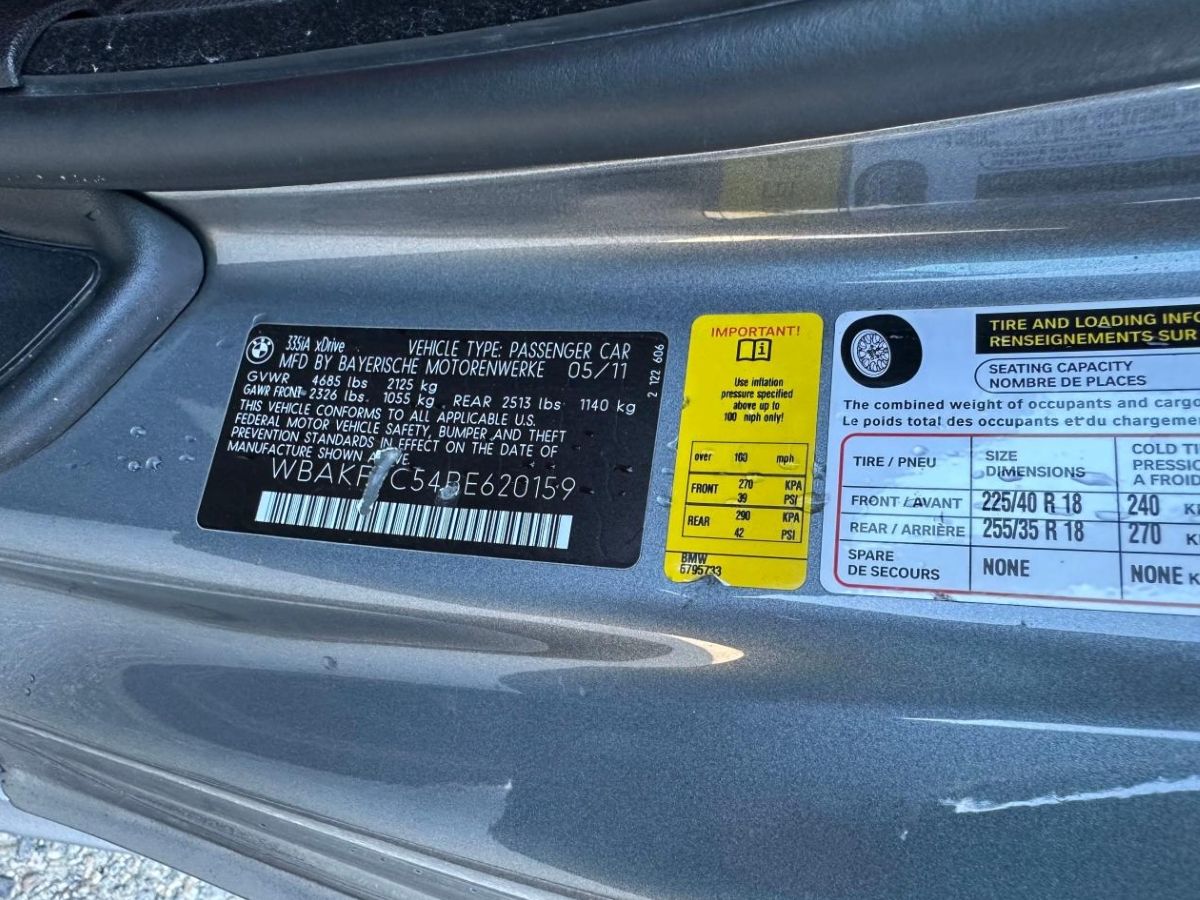 335iA xDrive VEHICLE TYPE: PASSENGER CAR
MFD BY BAYERISCHE MOTORENWERKE 05/11
GVWR 4685 lbs 2125 kg
GAWR FRONT 2326 lbs. 1055 kg. REAR 2513 lbs 1140 kg
THIS VEHICLE CONFORMS TO ALL APPLICABLE U.S.
FEDERAL MOTOR VEHICLE SAFETY, BUMPER ,AND THEFT
PREVENTION STANDARDS IN EFFECT ON THE DATE OF
MANUFACTURE SHOWN ABOVE
2 122 606
IMPORTANT!
i
Use inflation
pressure specified
above up to
100 mph only!
over 100 mph
FRONT 270 KPA
39 PSI
REAR 290 KPA
42 PSI
BMW
6795733
TIRE AND LOADING
RENSEIGNEMENTS SUR
SEATING CAPACITY
NOMBRE DE PLACES
The combined weight of occupants and
Le poids total des occupants et du
TIRE / PNEU SIZE DIMENSIONS COLD
PRESSION
A FROID
FRONT / AVANT 225/40 R 18 240
REAR / ARRIÈRE 255/35 R 18 270
SPARE
DE SECOURS NONE NONE